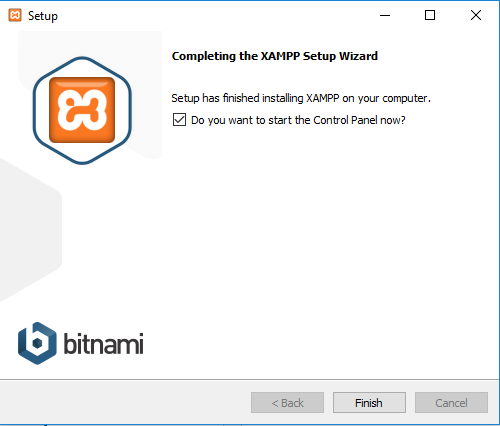 Setup
Completing the XAMPP Setup Wizard
Setup has finished installing XAMPP on your computer.
Do you want to start the Control Panel now?
bitnami
< Back
Finish
Cancel